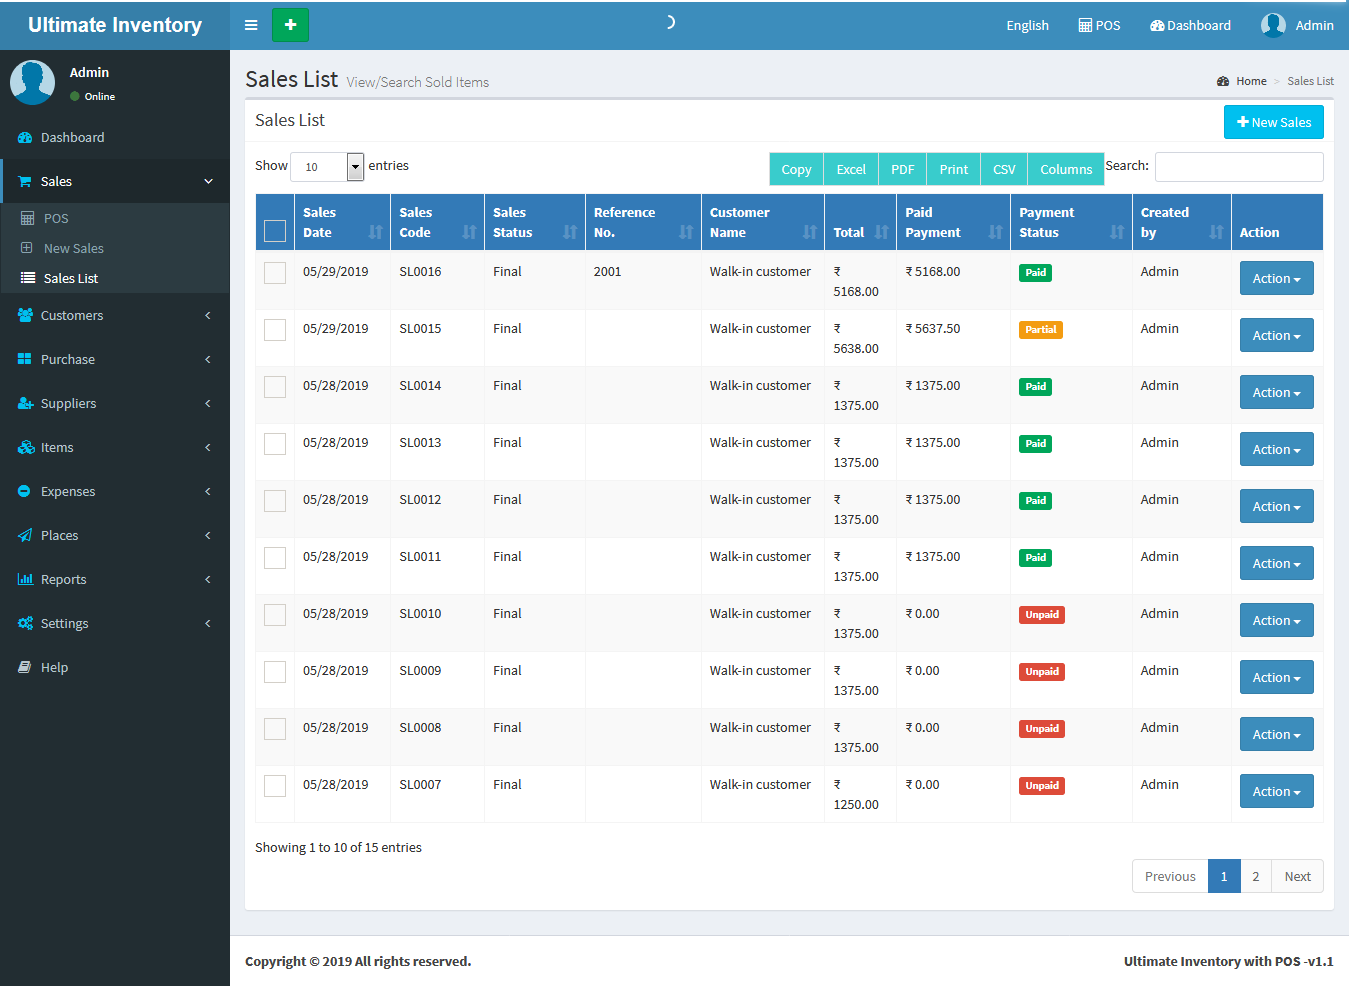 Ultimate Inventory
English POS Dashboard Admin
Admin
Online
Dashboard
Sales
POS
New Sales
Sales List
Customers
Purchase
Suppliers
Items
Expenses
Places
Reports
Settings
Help
Sales List View/Search Sold Items
Home > Sales List
Sales List
New Sales
Show 10 entries
Copy Excel PDF Print CSV Columns Search:
Sales Date Sales Code Sales Status Reference No. Customer Name Total Paid Payment Payment Status Created by Action
05/29/2019 SL0016 Final 2001 Walk-in customer ₹ 5168.00 ₹ 5168.00 Paid Admin Action
05/29/2019 SL0015 Final Walk-in customer ₹ 5638.00 ₹ 5637.50 Partial Admin Action
05/28/2019 SL0014 Final Walk-in customer ₹ 1375.00 ₹ 1375.00 Paid Admin Action
05/28/2019 SL0013 Final Walk-in customer ₹ 1375.00 ₹ 1375.00 Paid Admin Action
05/28/2019 SL0012 Final Walk-in customer ₹ 1375.00 ₹ 1375.00 Paid Admin Action
05/28/2019 SL0011 Final Walk-in customer ₹ 1375.00 ₹ 1375.00 Paid Admin Action
05/28/2019 SL0010 Final Walk-in customer ₹ 1375.00 ₹ 0.00 Unpaid Admin Action
05/28/2019 SL0009 Final Walk-in customer ₹ 1375.00 ₹ 0.00 Unpaid Admin Action
05/28/2019 SL0008 Final Walk-in customer ₹ 1375.00 ₹ 0.00 Unpaid Admin Action
05/28/2019 SL0007 Final Walk-in customer ₹ 1250.00 ₹ 0.00 Unpaid Admin Action
Showing 1 to 10 of 15 entries
Previous 1 2 Next
Copyright © 2019 All rights reserved.
Ultimate Inventory with POS -v1.1